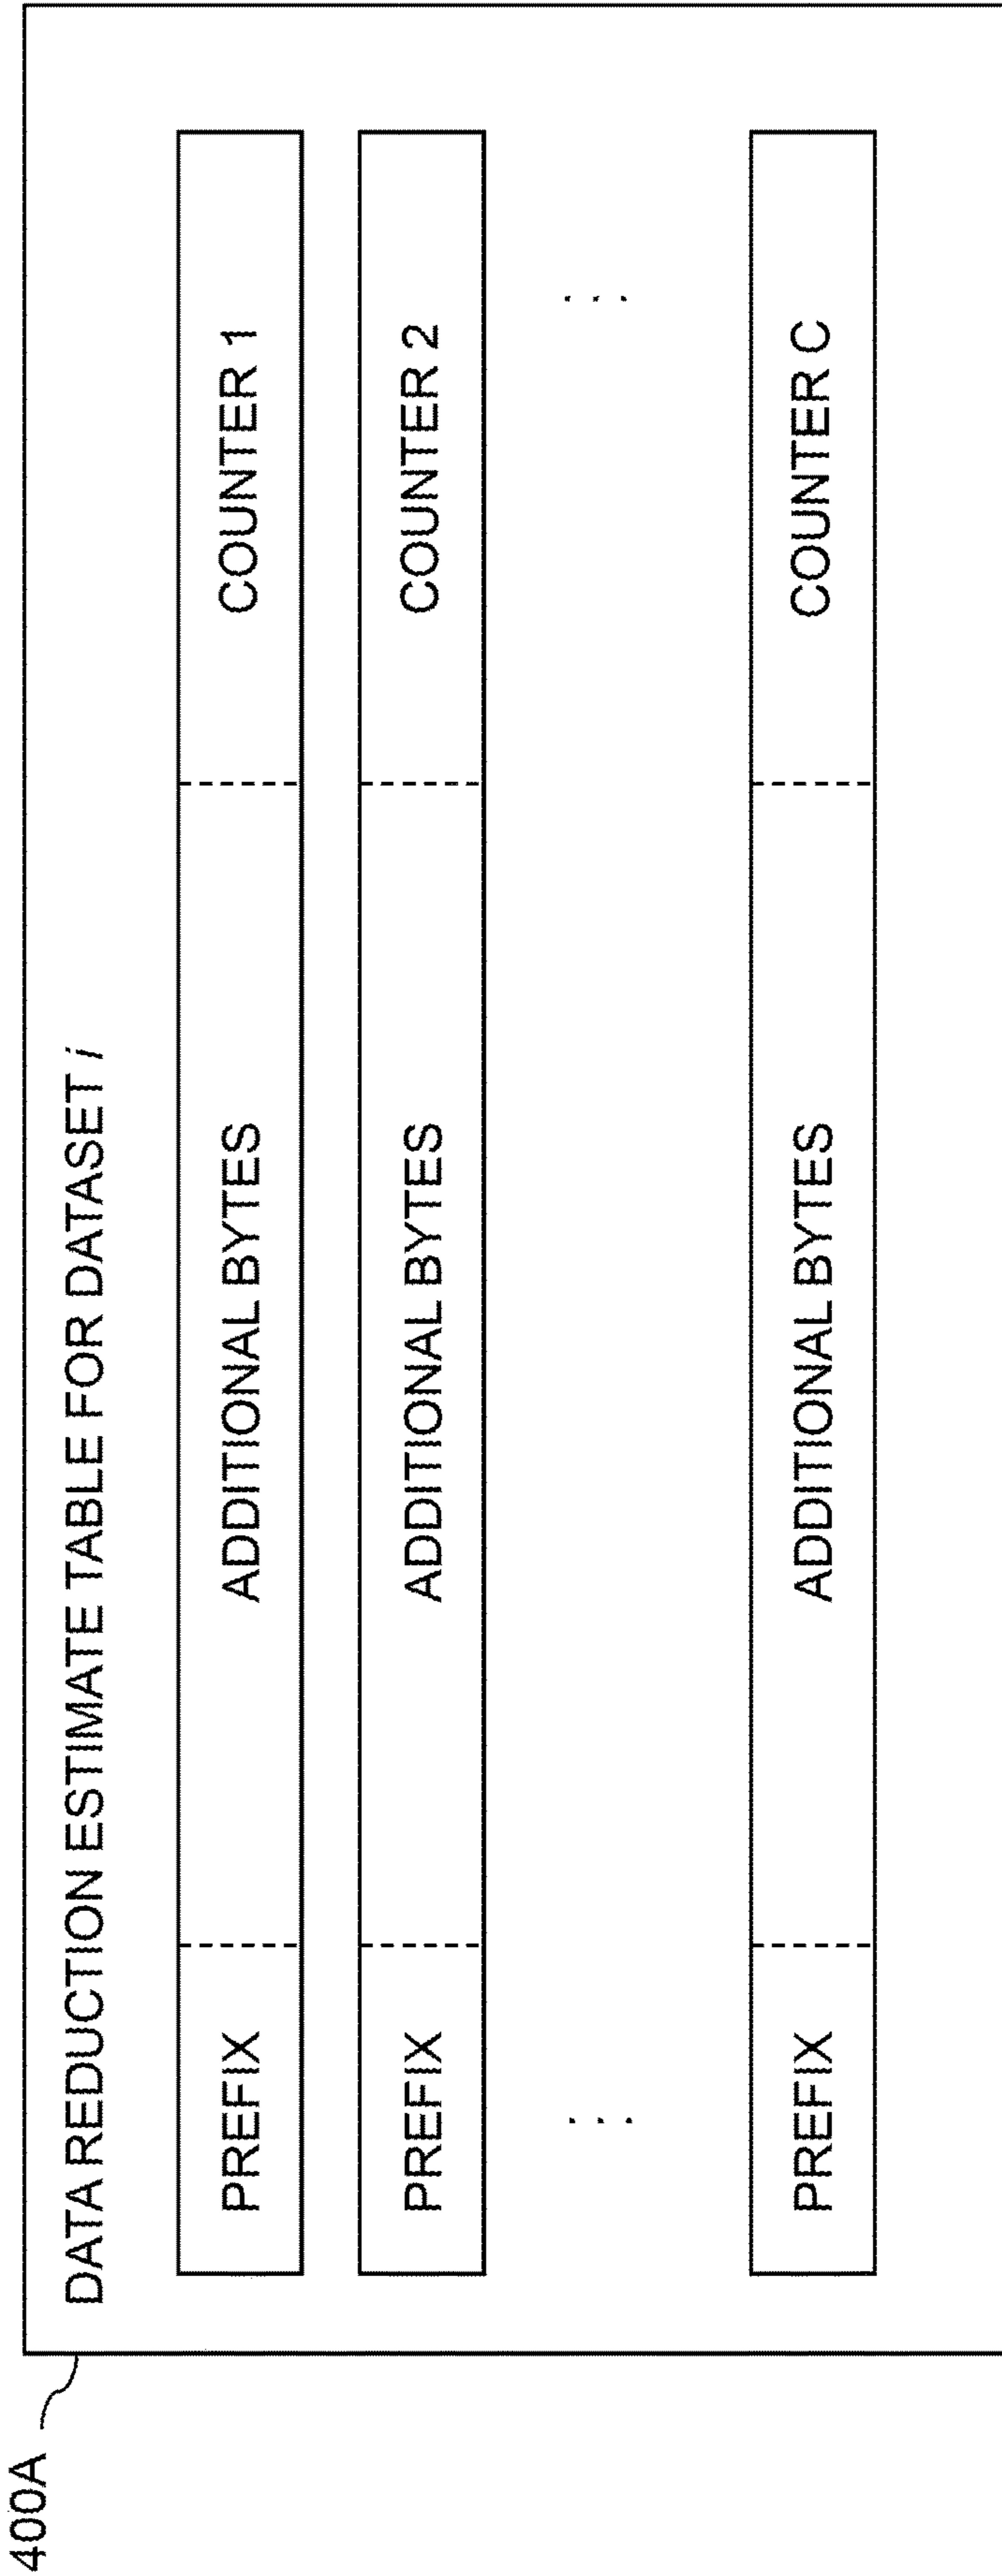 400A
DATA REDUCTION ESTIMATE TABLE FOR DATASET i
PREFIX ADDITIONAL BYTES COUNTER 1
PREFIX ADDITIONAL BYTES COUNTER 2
. . . . . .
PREFIX ADDITIONAL BYTES COUNTER C